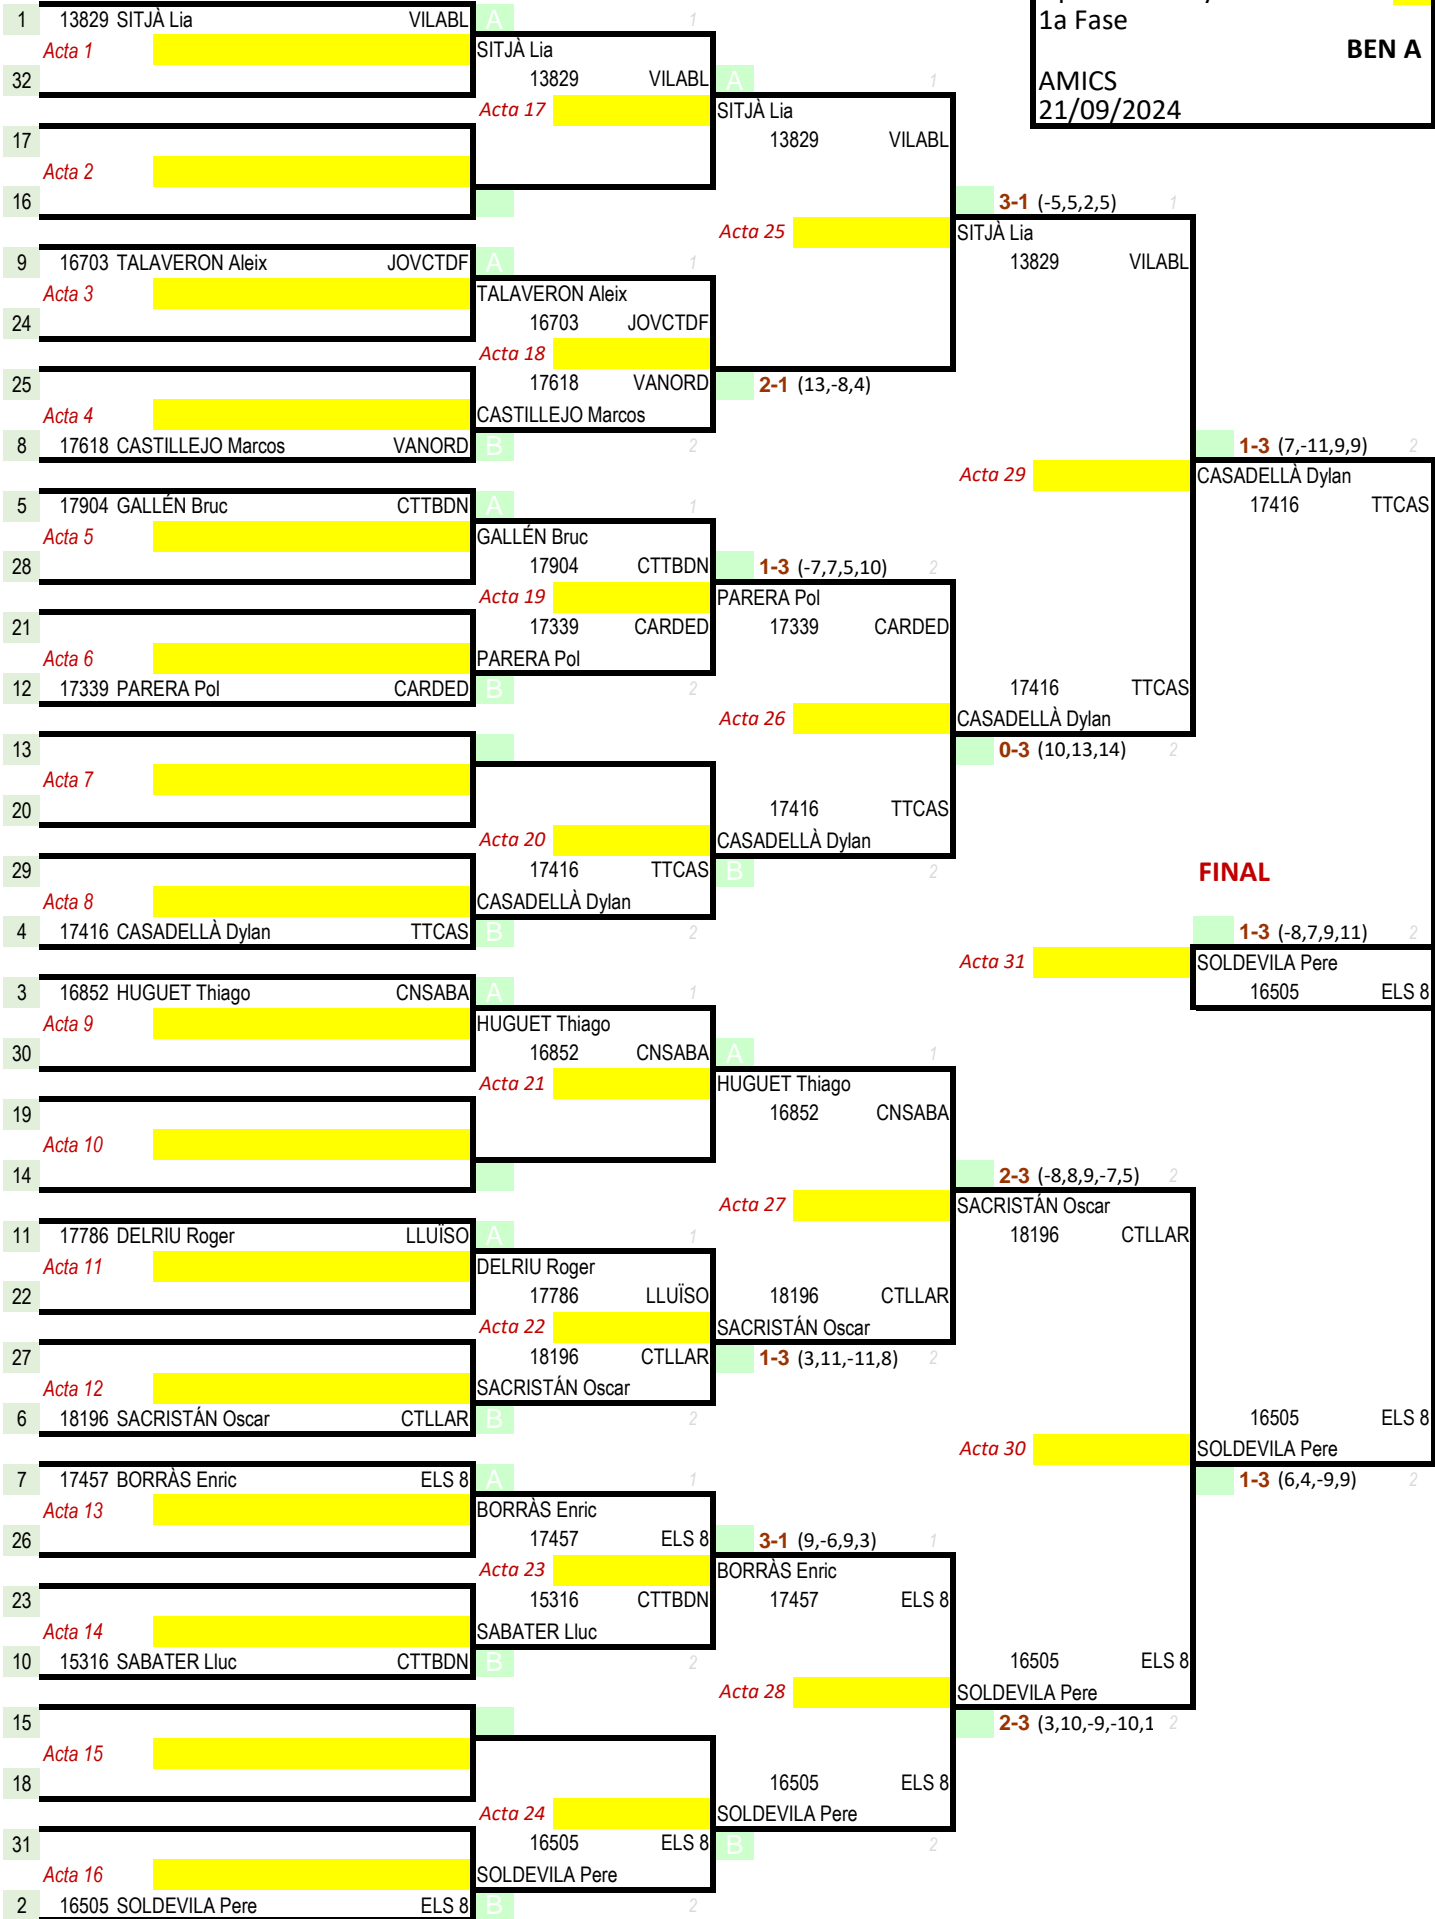 1a Fase
BEN A
AMICS
21/09/2024
1 13829 SITJÀ Lia VILABL A 1
Acta 1 SITJÀ Lia
32 13829 VILABL A 1
Acta 17 SITJÀ Lia
17 13829 VILABL
Acta 2
16 3-1 (-5,5,2,5) 1
Acta 25 SITJÀ Lia
9 16703 TALAVERON Aleix JOVCTDF A 1 13829 VILABL
Acta 3 TALAVERON Aleix
24 16703 JOVCTDF
Acta 18
25 17618 VANORD 2-1 (13,-8,4)
Acta 4 CASTILLEJO Marcos
8 17618 CASTILLEJO Marcos VANORD B 2 1-3 (7,-11,9,9) 2
Acta 29 CASADELLÀ Dylan
5 17904 GALLÉN Bruc CTTBDN A 1 17416 TTCAS
Acta 5 GALLÉN Bruc
28 17904 CTTBDN 1-3 (-7,7,5,10) 2
Acta 19 PARERA Pol
21 17339 CARDED 17339 CARDED
Acta 6 PARERA Pol
12 17339 PARERA Pol CARDED B 2 17416 TTCAS
Acta 26 CASADELLÀ Dylan
13 0-3 (10,13,14) 2
Acta 7
20 17416 TTCAS
Acta 20 CASADELLÀ Dylan
29 17416 TTCAS B 2 FINAL
Acta 8 CASADELLÀ Dylan
4 17416 CASADELLÀ Dylan TTCAS B 2 1-3 (-8,7,9,11) 2
Acta 31 SOLDEVILA Pere
3 16852 HUGUET Thiago CNSABA A 1 16505 ELS 8
Acta 9 HUGUET Thiago
30 16852 CNSABA A 1
Acta 21 HUGUET Thiago
19 16852 CNSABA
Acta 10
14 2-3 (-8,8,9,-7,5) 2
Acta 27 SACRISTÁN Oscar
11 17786 DELRIU Roger LLUÏSO A 1 18196 CTLLAR
Acta 11 DELRIU Roger
22 17786 LLUÏSO 18196 CTLLAR
Acta 22 SACRISTÁN Oscar
27 18196 CTLLAR 1-3 (3,11,-11,8) 2
Acta 12 SACRISTÁN Oscar
6 18196 SACRISTÁN Oscar CTLLAR B 2 16505 ELS 8
Acta 30 SOLDEVILA Pere
7 17457 BORRÀS Enric ELS 8 A 1 1-3 (6,4,-9,9) 2
Acta 13 BORRÀS Enric
26 17457 ELS 8 3-1 (9,-6,9,3) 1
Acta 23 BORRÀS Enric
23 15316 CTTBDN 17457 ELS 8
Acta 14 SABATER Lluc
10 15316 SABATER Lluc CTTBDN B 2 16505 ELS 8
Acta 28 SOLDEVILA Pere
15 2-3 (3,10,-9,-10,1 2
Acta 15
18 16505 ELS 8
Acta 24 SOLDEVILA Pere
31 16505 ELS 8 B 2
Acta 16 SOLDEVILA Pere
2 16505 SOLDEVILA Pere ELS 8 B 2